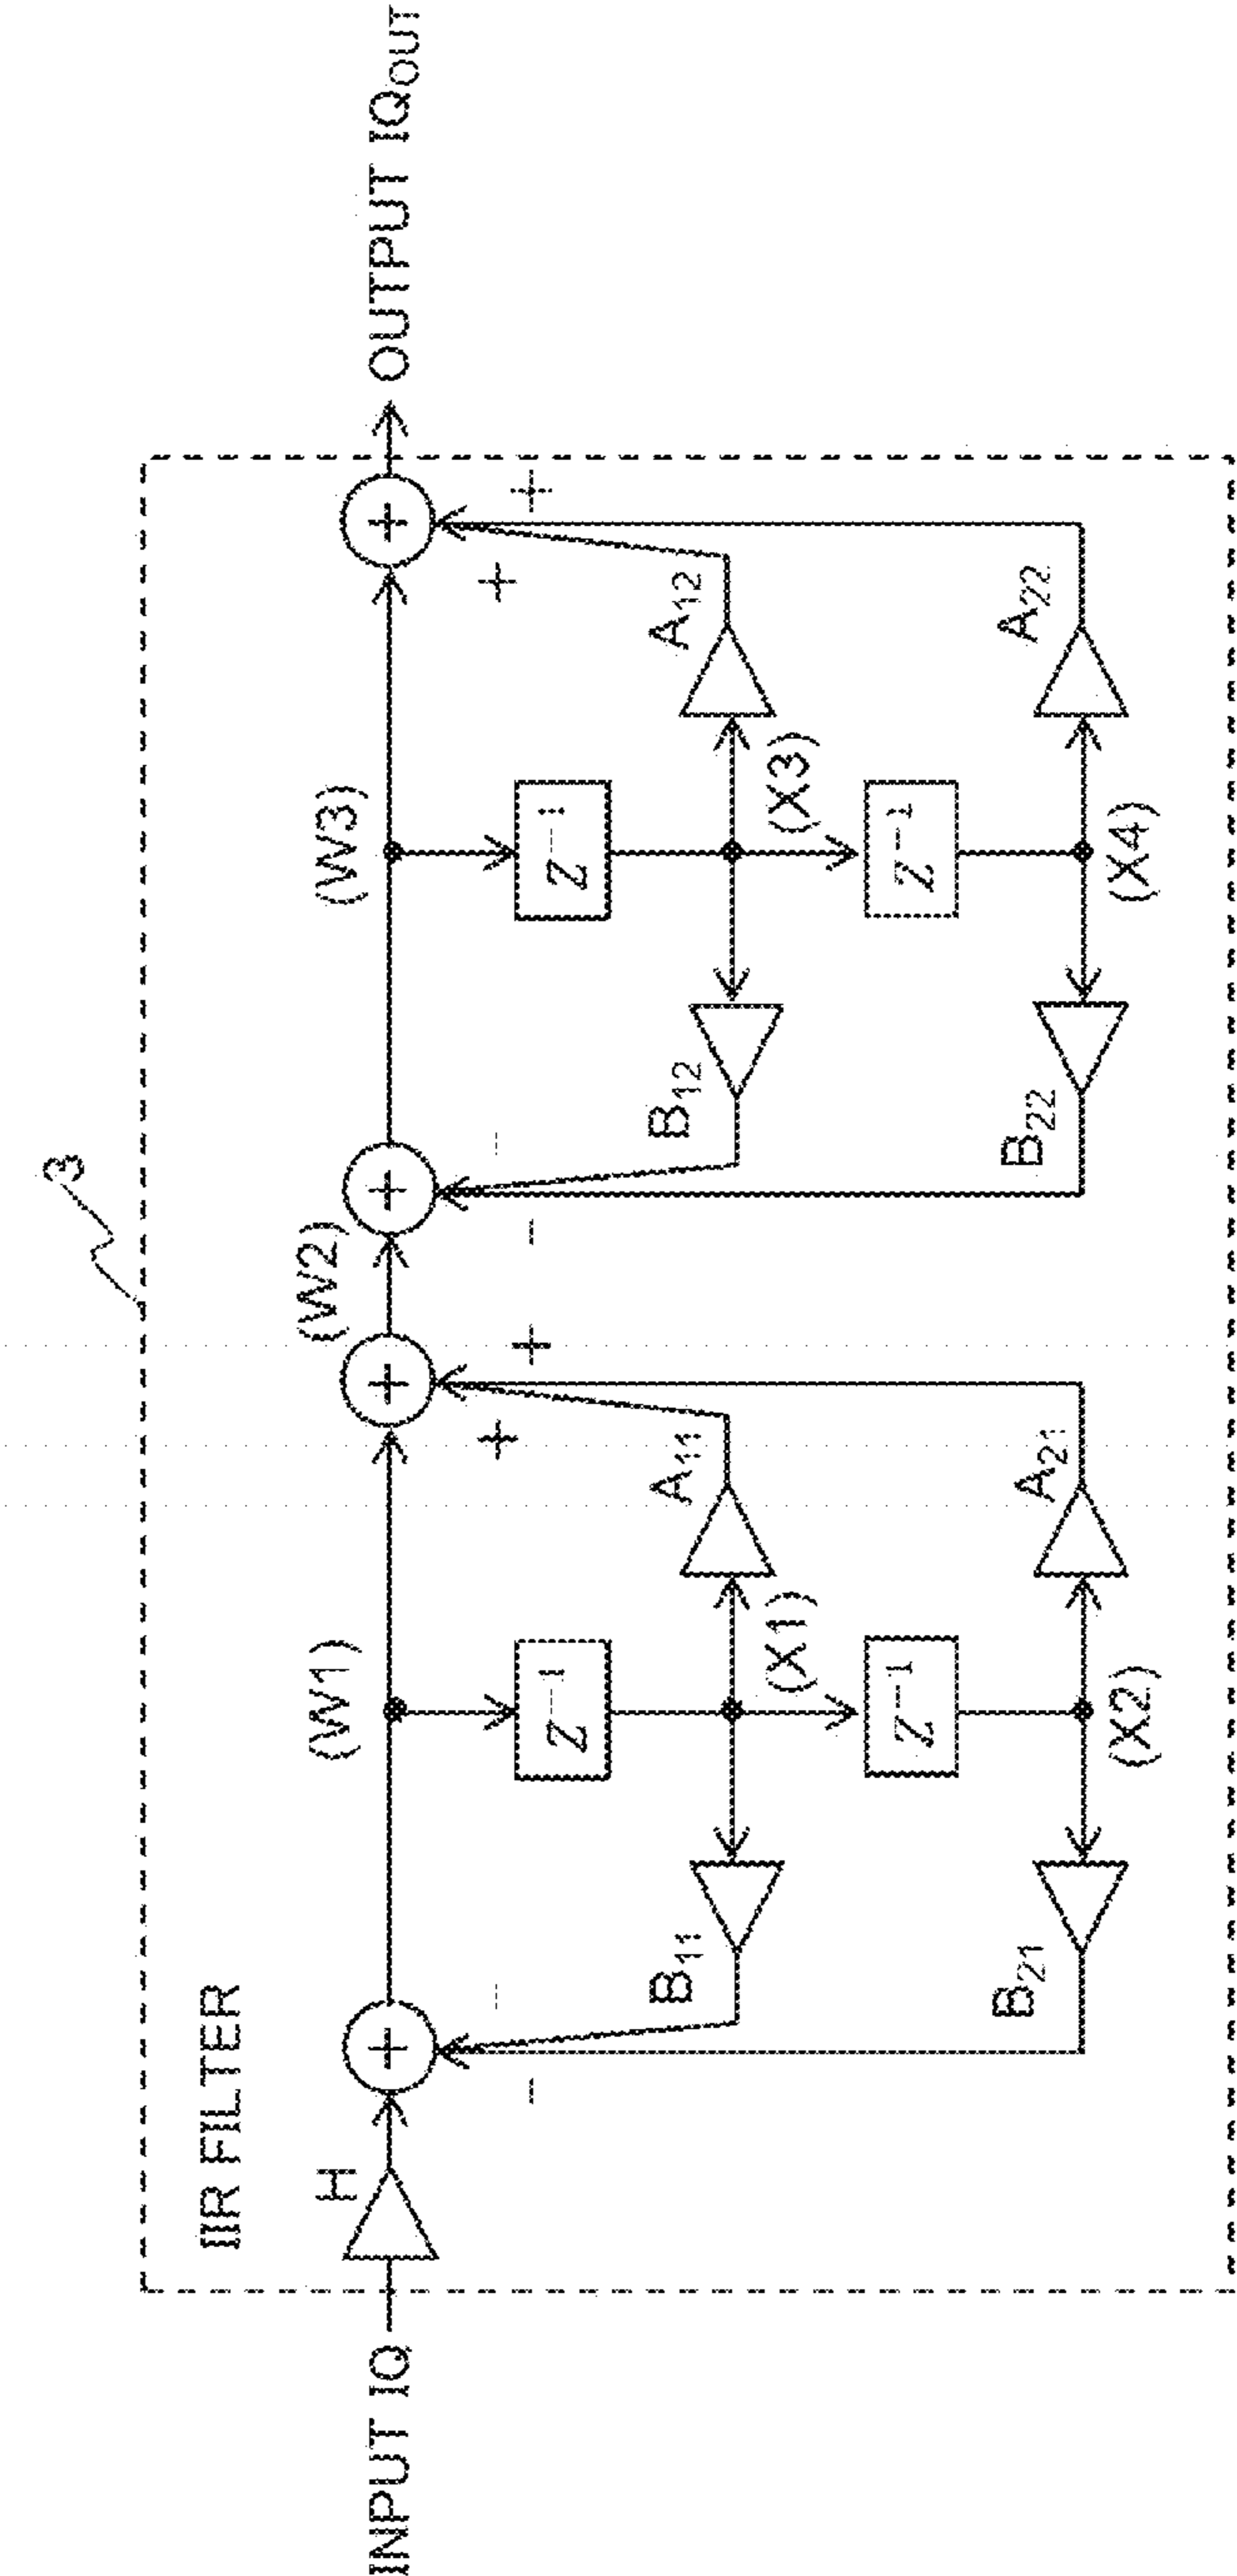 3
IIR FILTER
INPUT IQ
H
+
(W1)
+
(W2)
+
(W3)
+
OUTPUT IQOUT
−
−
+
+
−
−
+
+
Z⁻¹
Z⁻¹
B₁₁
A₁₁
B₁₂
A₁₂
(X1)
(X3)
Z⁻¹
Z⁻¹
B₂₁
A₂₁
B₂₂
A₂₂
(X2)
(X4)